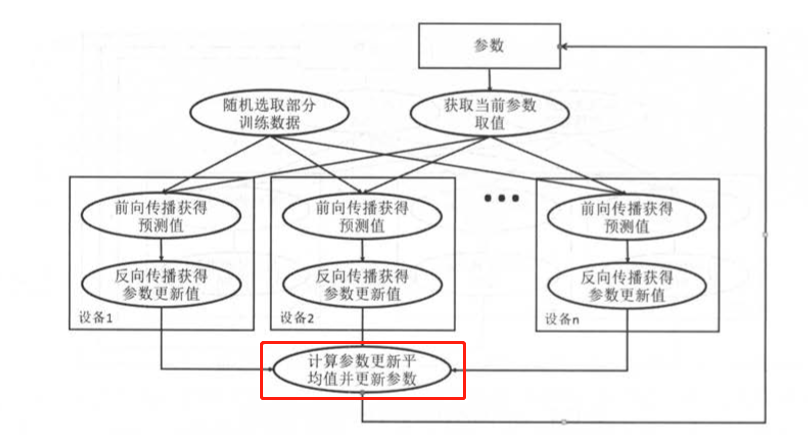 参数
随机选取部分
训练数据
获取当前参数
取值
前向传播获得
预测值
反向传播获得
参数更新值
设备1
前向传播获得
预测值
反向传播获得
参数更新值
设备2
前向传播获得
预测值
反向传播获得
参数更新值
设备n
计算参数更新平
均值并更新参数